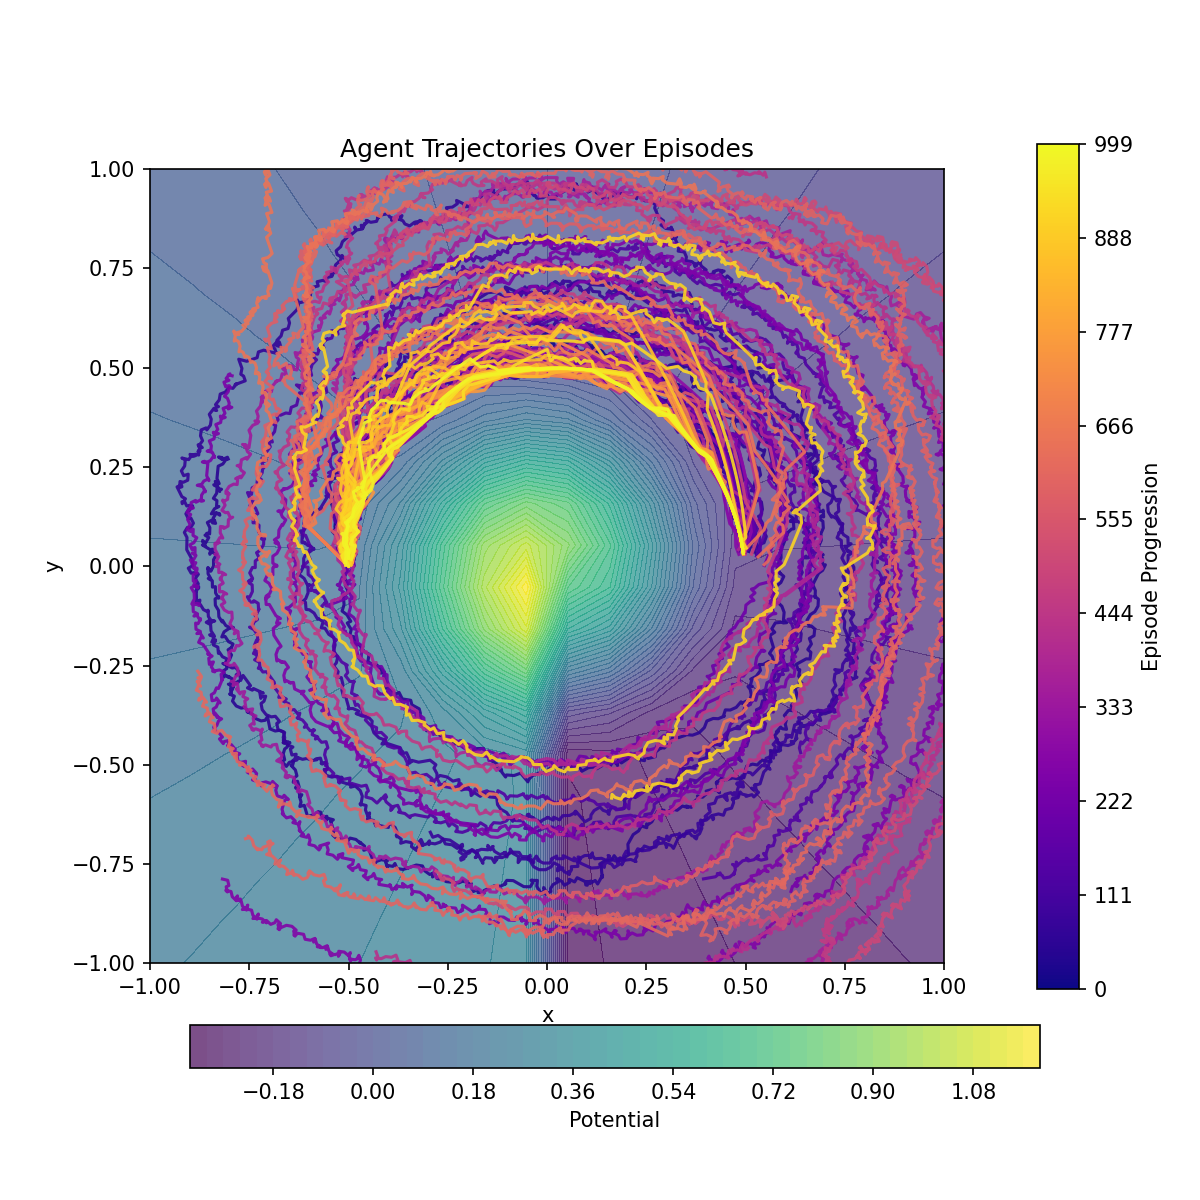 Agent Trajectories Over Episodes
1.00
0.75
0.50
0.25
0.00
−0.25
−0.50
−0.75
−1.00
y
−1.00 −0.75 −0.50 −0.25 0.00 0.25 0.50 0.75 1.00
x
999
888
777
666
555
444
333
222
111
0
Episode Progression
−0.18 0.00 0.18 0.36 0.54 0.72 0.90 1.08
Potential